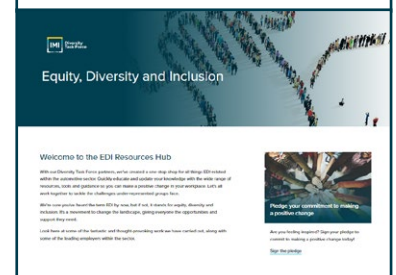 IMI
Diversity
Task Force
Equity, Diversity and Inclusion
Welcome to the EDI Resources Hub
With our Diversity Task Force partners, we've created a one-stop shop for all things EDI related
within the automotive sector. Quickly educate and update your knowledge with the wide range of
resources, tools and guidance so you can make a positive change in your workplace. Let's all
work together to tackle the challenges under-represented groups face.
We're sure you've heard the term EDI by now, but if not, it stands for equity, diversity and
inclusion. It's a movement to change the landscape, giving everyone the opportunities and
support they need.
Look here at some of the fantastic and thought-provoking work we have carried out, along with
some of the leading employers within the sector.
Pledge your commitment to making
a positive change
Are you feeling inspired? Sign your pledge to
commit to making a positive change today!
Sign the pledge